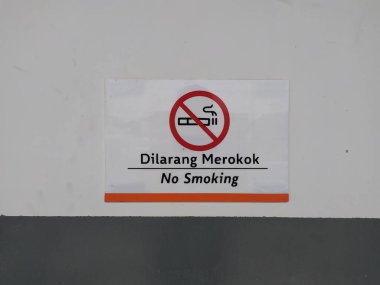 Dilarang Merokok
No Smoking